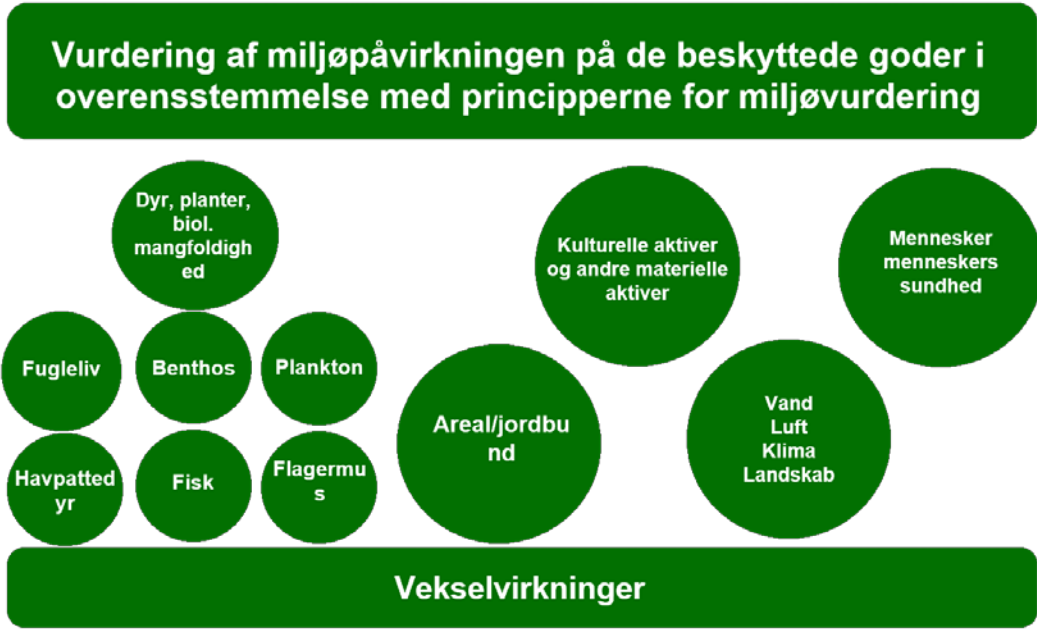 Vurdering af miljøpåvirkningen på de beskyttede goder i
overensstemmelse med principperne for miljøvurdering
Dyr, planter,
biol.
mangfoldigh
ed
Kulturelle aktiver
og andre materielle
aktiver
Mennesker
menneskers
sundhed
Fugleliv
Benthos
Plankton
Areal/jordbu
nd
Vand
Luft
Klima
Landskab
Havpatted
yr
Fisk
Flagermu
s
Vekselvirkninger